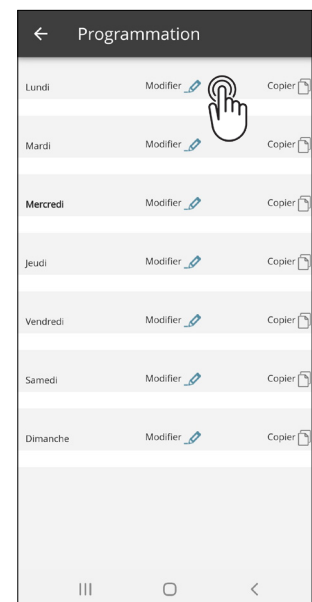 Programmation
Lundi Modifier Copier
Mardi Modifier Copier
Mercredi Modifier Copier
Jeudi Modifier Copier
Vendredi Modifier Copier
Samedi Modifier Copier
Dimanche Modifier Copier